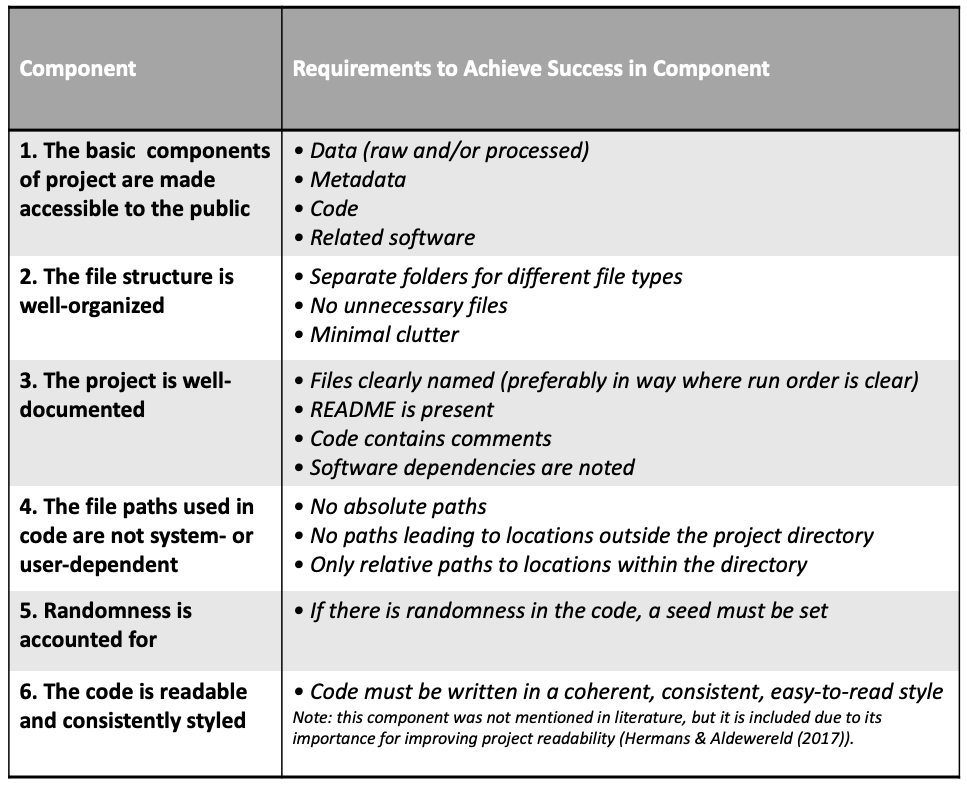 Component
Requirements to Achieve Success in Component
1. The basic components
of project are made
accessible to the public
• Data (raw and/or processed)
• Metadata
• Code
• Related software
2. The file structure is
well-organized
• Separate folders for different file types
• No unnecessary files
• Minimal clutter
3. The project is well-
documented
• Files clearly named (preferably in way where run order is clear)
• README is present
• Code contains comments
• Software dependencies are noted
4. The file paths used in
code are not system- or
user-dependent
• No absolute paths
• No paths leading to locations outside the project directory
• Only relative paths to locations within the directory
5. Randomness is
accounted for
• If there is randomness in the code, a seed must be set
6. The code is readable
and consistently styled
• Code must be written in a coherent, consistent, easy-to-read style
Note: this component was not mentioned in literature, but it is included due to its
importance for improving project readability (Hermans & Aldewereld (2017)).